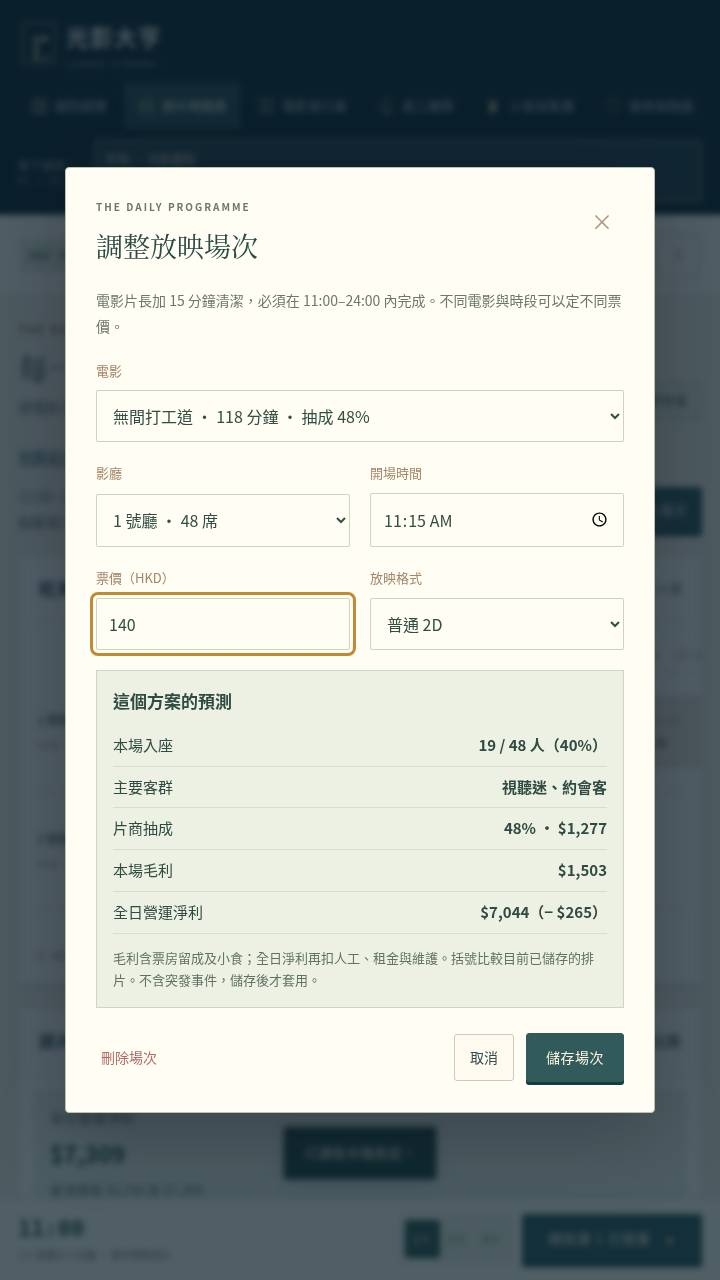 光影大亨
THE DAILY PROGRAMME
調整放映場次
電影片長加 15 分鐘清潔，必須在 11:00–24:00 內完成。不同電影與時段可以定不同票
價。
電影
無間打工道 · 118 分鐘 · 抽成 48%
影廳
開場時間
1 號廳 · 48 席
11:15 AM
票價（HKD）
放映格式
140
普通 2D
這個方案的預測
本場入座
19 / 48 人（40%）
主要客群
視聽迷、約會客
片商抽成
48% · $1,277
本場毛利
$1,503
全日營運淨利
$7,044（− $265）
毛利含票房留成及小食；全日淨利再扣人工、租金與維護。括號比較目前已儲存的排
片。不含突發事件，儲存後才套用。
刪除場次
取消
儲存場次
$7,309
11:00